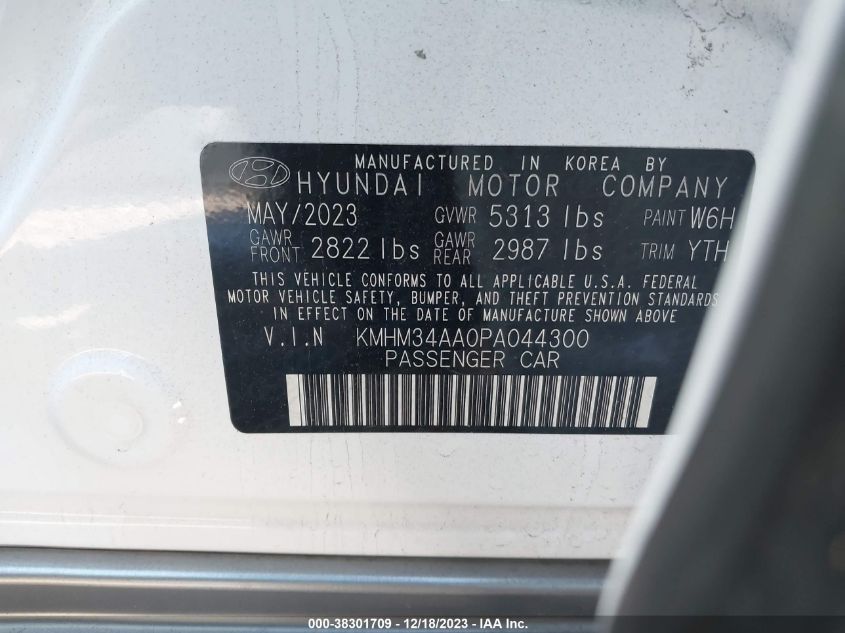 MANUFACTURED IN KOREA BY
HYUNDAI MOTOR COMPANY
MAY/2023 GVWR 5313 lbs PAINT W6H
GAWR FRONT 2822 lbs GAWR REAR 2987 lbs TRIM YTH
THIS VEHICLE CONFORMS TO ALL APPLICABLE U.S.A. FEDERAL
MOTOR VEHICLE SAFETY, BUMPER, AND THEFT PREVENTION STANDARDS
IN EFFECT ON THE DATE OF MANUFACTURE SHOWN ABOVE
V.I.N KMHM34AA0PA044300
PASSENGER CAR
000-38301709 - 12/18/2023 - IAA Inc.